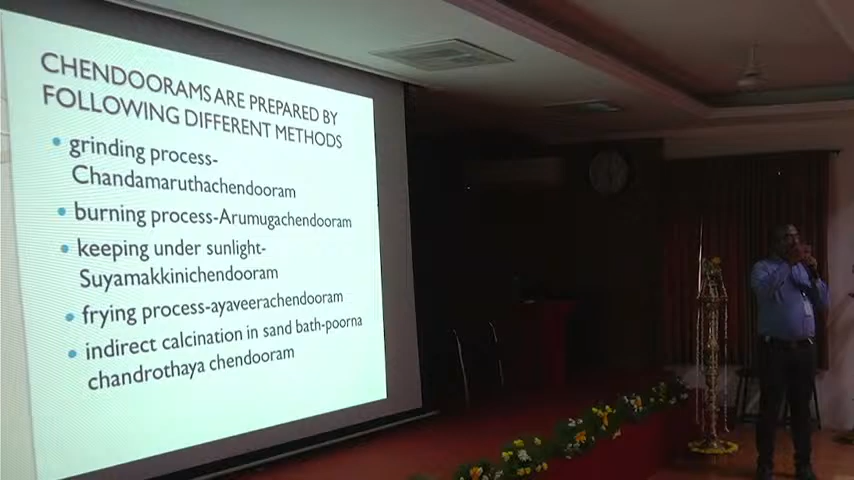 CHENDOORAMS ARE PREPARED BY
FOLLOWING DIFFERENT METHODS
• grinding process-
Chandamaruthachendooram
• burning process-Arumugachendooram
• keeping under sunlight-
Suyamakkinichendooram
• frying process-ayaveerachendooram
• indirect calcination in sand bath-poorna
chandrothaya chendooram